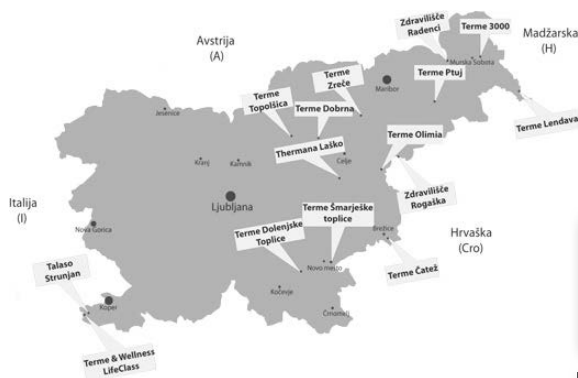 Avstrija
(A)
Madžarska
(H)
Zdravilišče
Radenci
Terme 3000
Murska Sobota
Terme
Zreče
Maribor
Terme Ptuj
Terme
Topolšica
Terme Dobrna
Terme Lendava
Jesenice
Terme Olimia
Thermana Laško
Celje
Kranj
Kamnik
Zdravilišče
Rogaška
Italija
(I)
Ljubljana
Terme Šmarješke
toplice
Nova Gorica
Terme Dolenjske
Toplice
Brežice
Hrvaška
(Cro)
Terme Čatež
Talaso
Strunjan
Novo mesto
Kočevje
Koper
Črnomelj
Terme & Wellness
LifeClass